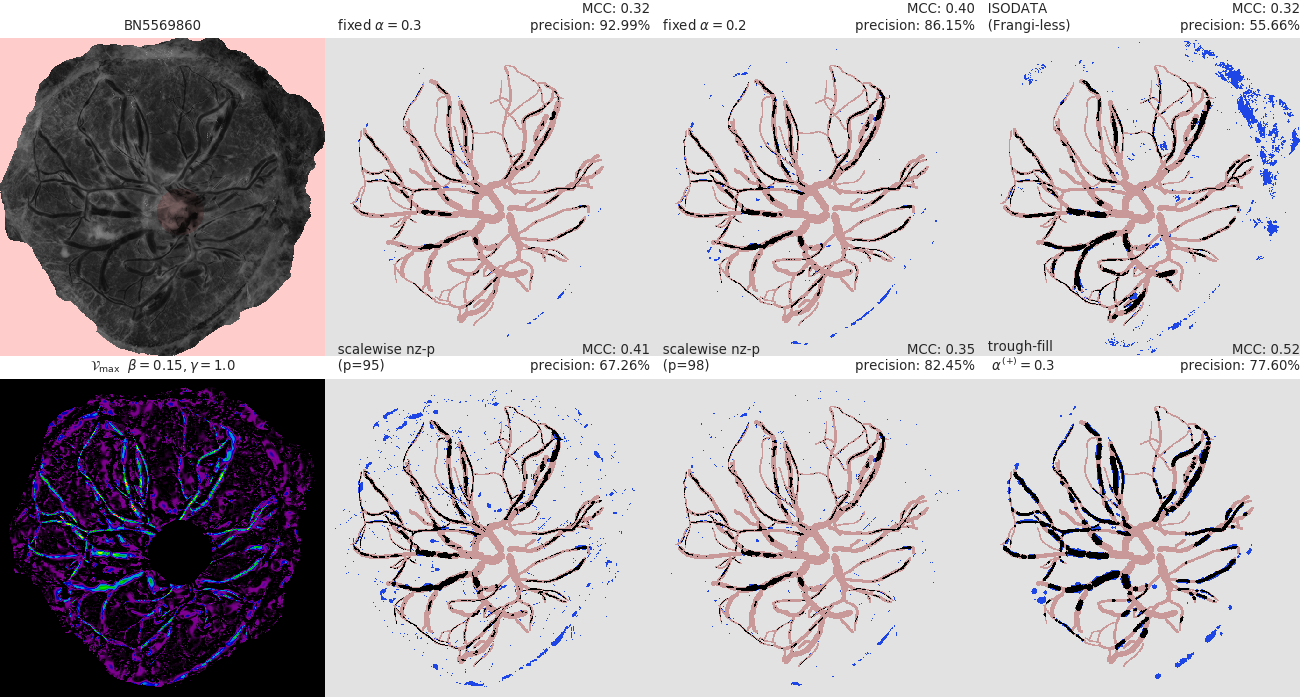 BN5569860
fixed α = 0.3
MCC: 0.32
precision: 92.99%
fixed α = 0.2
MCC: 0.40
precision: 86.15%
ISODATA
(Frangi-less)
MCC: 0.32
precision: 55.66%
𝒱max β = 0.15, γ = 1.0
scalewise nz-p
(p=95)
MCC: 0.41
precision: 67.26%
scalewise nz-p
(p=98)
MCC: 0.35
precision: 82.45%
trough-fill
α(+) = 0.3
MCC: 0.52
precision: 77.60%